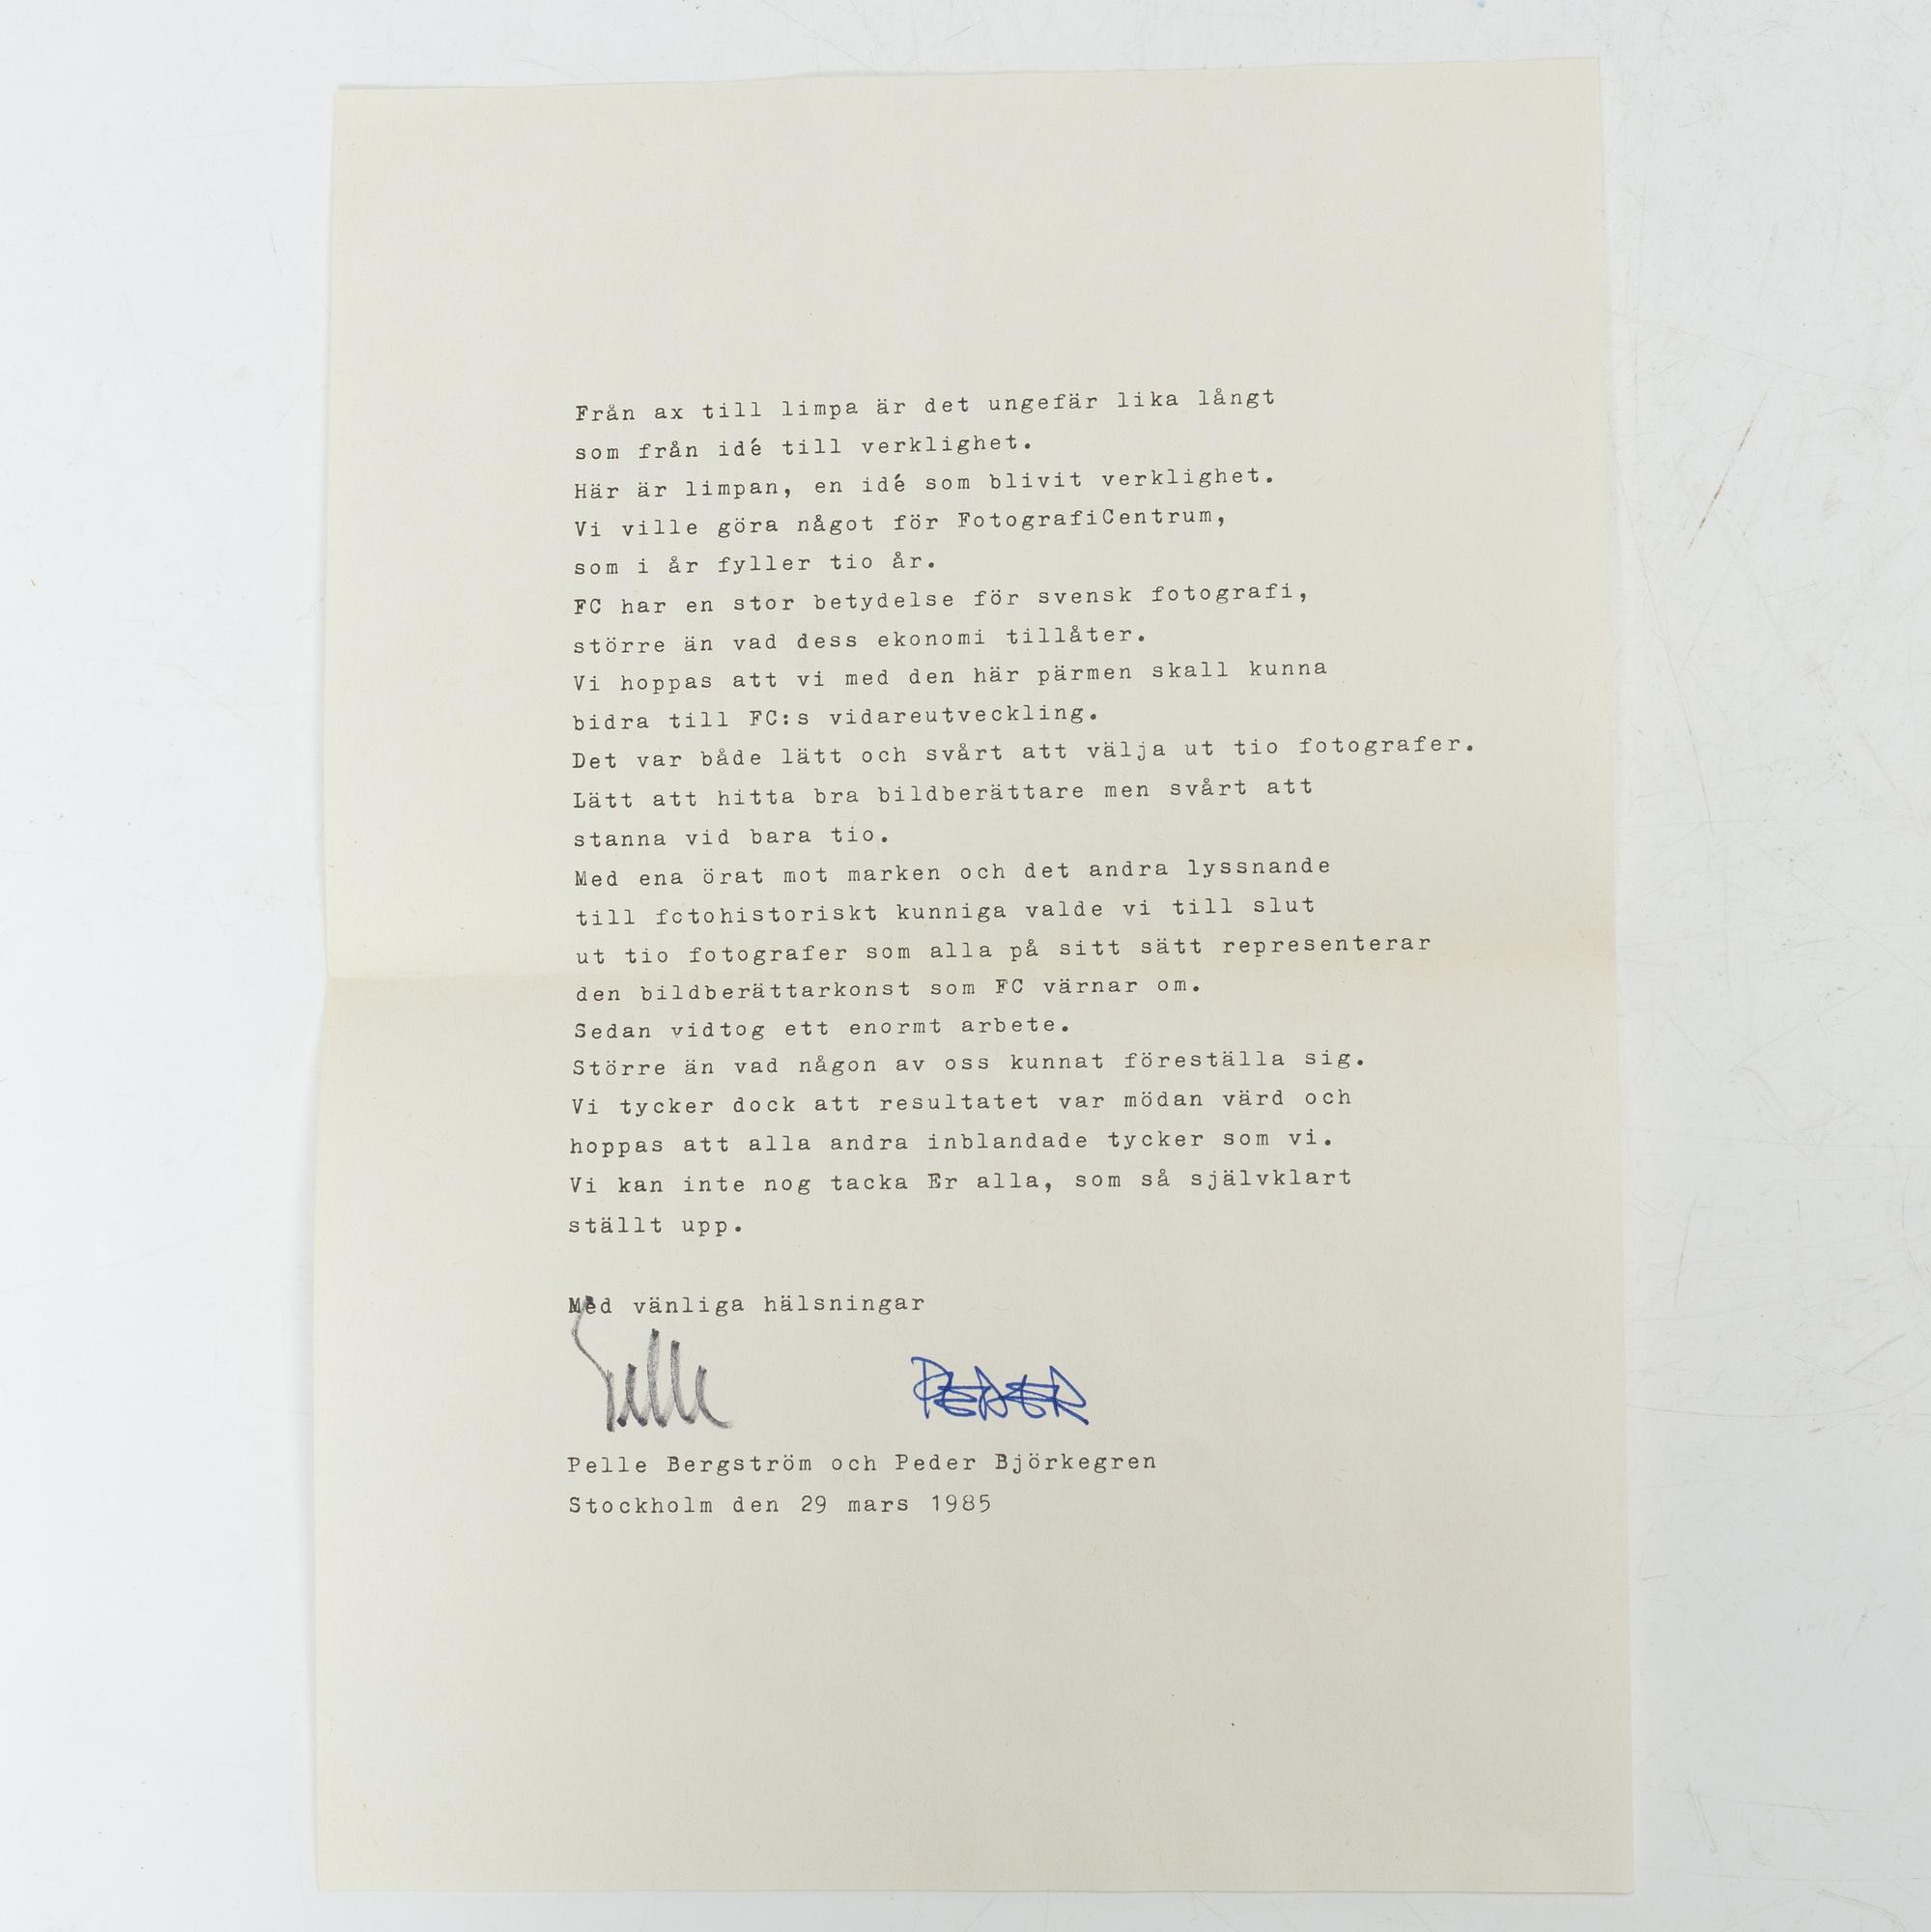 Från ax till limpa är det ungefär lika långt
som från idé till verklighet.
Här är limpan, en idé som blivit verklighet.
Vi ville göra något för FotografiCentrum,
som i år fyller tio år.
FC har en stor betydelse för svensk fotografi,
större än vad dess ekonomi tillåter.
Vi hoppas att vi med den här pärmen skall kunna
bidra till FC:s vidareutveckling.
Det var både lätt och svårt att välja ut tio fotografer.
Lätt att hitta bra bildberättare men svårt att
stanna vid bara tio.
Med ena örat mot marken och det andra lyssnande
till fotohistoriskt kunniga valde vi till slut
ut tio fotografer som alla på sitt sätt representerar
den bildberättarkonst som FC värnar om.
Sedan vidtog ett enormt arbete.
Större än vad någon av oss kunnat föreställa sig.
Vi tycker dock att resultatet var mödan värd och
hoppas att alla andra inblandade tycker som vi.
Vi kan inte nog tacka Er alla, som så självklart
ställt upp.
Med vänliga hälsningar
Pelle PEDER
Pelle Bergström och Peder Björkegren
Stockholm den 29 mars 1985